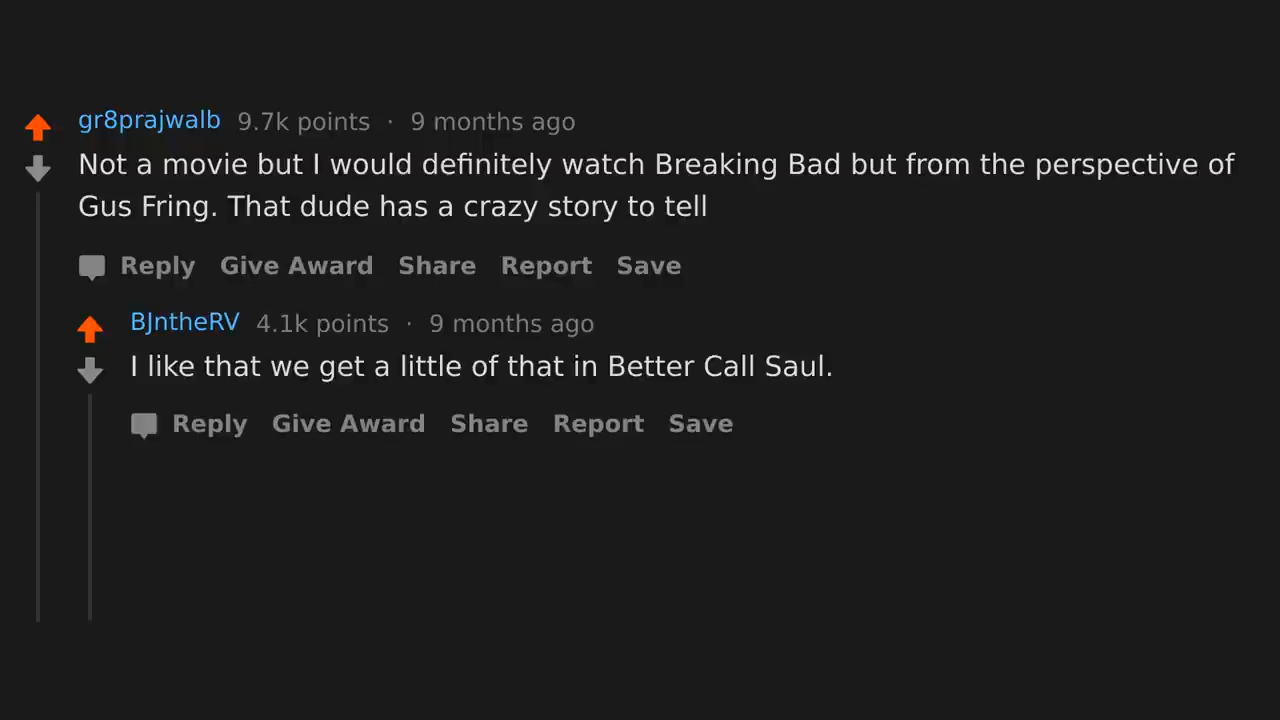 gr8prajwalb 9.7k points · 9 months ago
Not a movie but I would definitely watch Breaking Bad but from the perspective of
Gus Fring. That dude has a crazy story to tell
Reply Give Award Share Report Save
BJntheRV 4.1k points · 9 months ago
I like that we get a little of that in Better Call Saul.
Reply Give Award Share Report Save